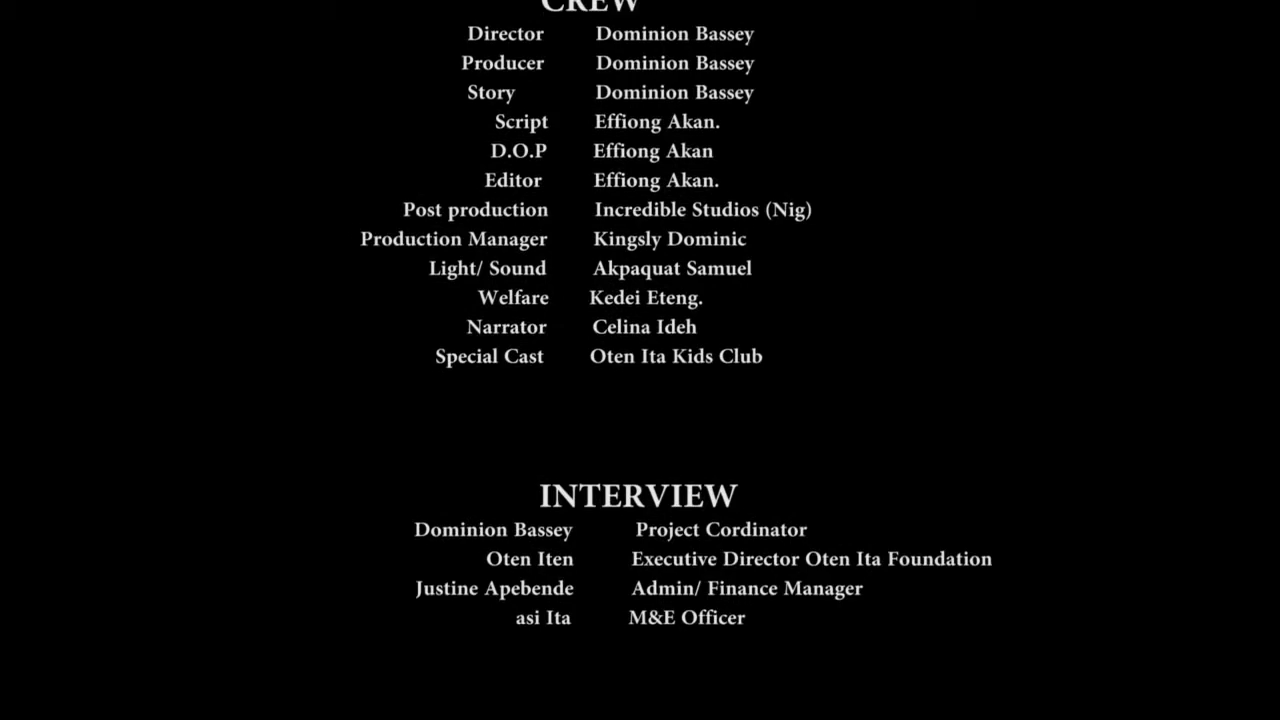 CREW
Director Dominion Bassey
Producer Dominion Bassey
Story Dominion Bassey
Script Effiong Akan.
D.O.P Effiong Akan
Editor Effiong Akan.
Post production Incredible Studios (Nig)
Production Manager Kingsly Dominic
Light/ Sound Akpaquat Samuel
Welfare Kedei Eteng.
Narrator Celina Ideh
Special Cast Oten Ita Kids Club
INTERVIEW
Dominion Bassey Project Cordinator
Oten Iten Executive Director Oten Ita Foundation
Justine Apebende Admin/ Finance Manager
asi Ita M&E Officer